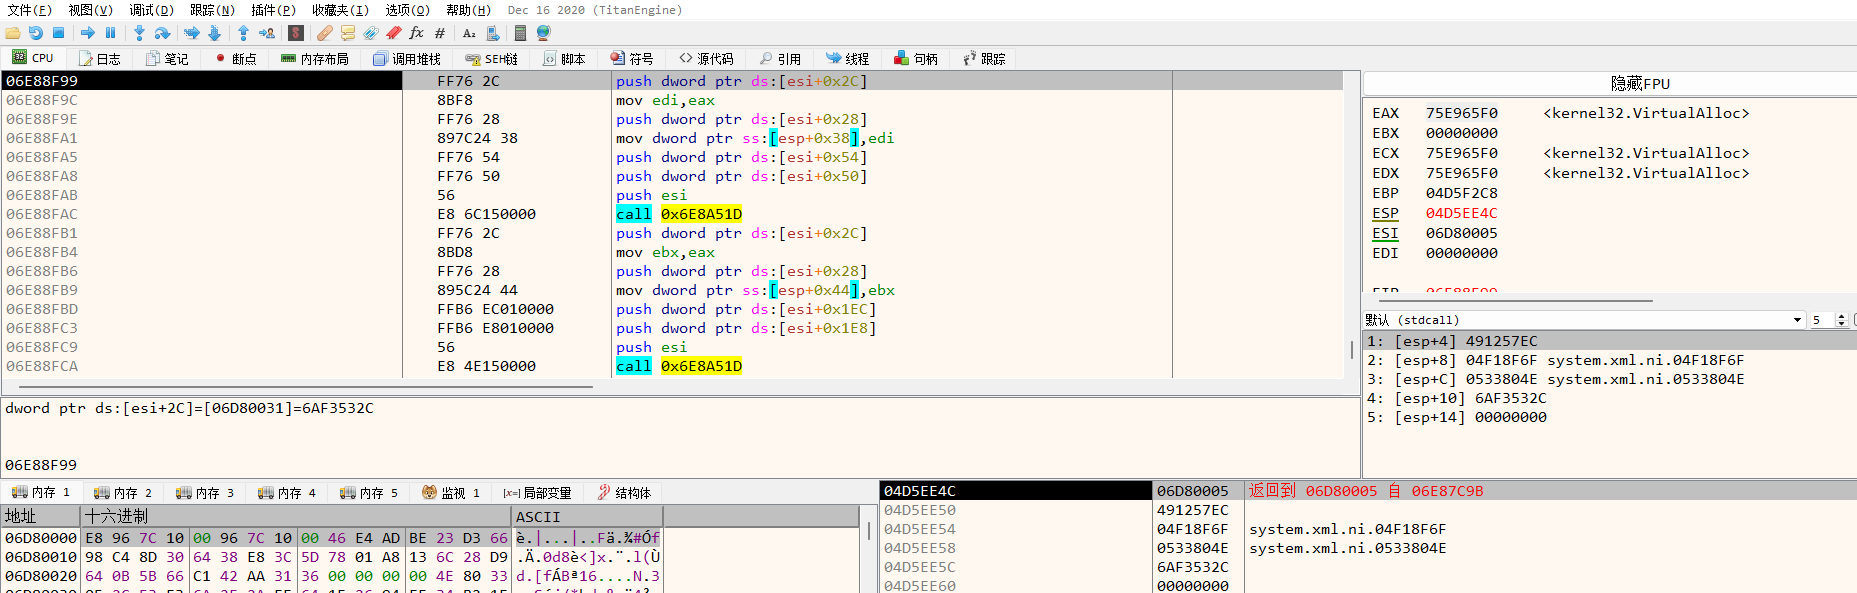 文件(F) 视图(V) 调试(D) 跟踪(N) 插件(P) 收藏夹(I) 选项(O) 帮助(H) Dec 16 2020 (TitanEngine)
CPU 日志 笔记 断点 内存布局 调用堆栈 SEH链 脚本 符号 源代码 引用 线程 句柄 跟踪
06E88F99 FF76 2C push dword ptr ds:[esi+0x2C]
06E88F9C 8BF8 mov edi,eax
06E88F9E FF76 28 push dword ptr ds:[esi+0x28]
06E88FA1 897C24 38 mov dword ptr ss:[esp+0x38],edi
06E88FA5 FF76 54 push dword ptr ds:[esi+0x54]
06E88FA8 FF76 50 push dword ptr ds:[esi+0x50]
06E88FAB 56 push esi
06E88FAC E8 6C150000 call 0x6E8A51D
06E88FB1 FF76 2C push dword ptr ds:[esi+0x2C]
06E88FB4 8BD8 mov ebx,eax
06E88FB6 FF76 28 push dword ptr ds:[esi+0x28]
06E88FB9 895C24 44 mov dword ptr ss:[esp+0x44],ebx
06E88FBD FFB6 EC010000 push dword ptr ds:[esi+0x1EC]
06E88FC3 FFB6 E8010000 push dword ptr ds:[esi+0x1E8]
06E88FC9 56 push esi
06E88FCA E8 4E150000 call 0x6E8A51D
隐藏FPU
EAX 75E965F0 <kernel32.VirtualAlloc>
EBX 00000000
ECX 75E965F0 <kernel32.VirtualAlloc>
EDX 75E965F0 <kernel32.VirtualAlloc>
EBP 04D5F2C8
ESP 04D5EE4C
ESI 06D80005
EDI 00000000
EIP 06E88F99
默认 (stdcall) 5
1: [esp+4] 491257EC
2: [esp+8] 04F18F6F system.xml.ni.04F18F6F
3: [esp+C] 0533804E system.xml.ni.0533804E
4: [esp+10] 6AF3532C
5: [esp+14] 00000000
dword ptr ds:[esi+2C]=[06D80031]=6AF3532C
06E88F99
内存 1 内存 2 内存 3 内存 4 内存 5 监视 1 [x=] 局部变量 结构体
地址 十六进制 ASCII
06D80000 E8 96 7C 10 00 96 7C 10 00 46 E4 AD BE 23 D3 66 è.|...|..Fä.¾#Óf
06D80010 98 C4 8D 30 64 38 E8 3C 5D 78 01 A8 13 6C 28 D9 .Ä.0d8è<]x.¨.l(Ù
06D80020 64 0B 5B 66 C1 42 AA 31 36 00 00 00 00 4E 80 33 d.[fÁBª16....N.3
04D5EE4C 06D80005 返回到 06D80005 自 06E87C9B
04D5EE50 491257EC
04D5EE54 04F18F6F system.xml.ni.04F18F6F
04D5EE58 0533804E system.xml.ni.0533804E
04D5EE5C 6AF3532C
04D5EE60 00000000